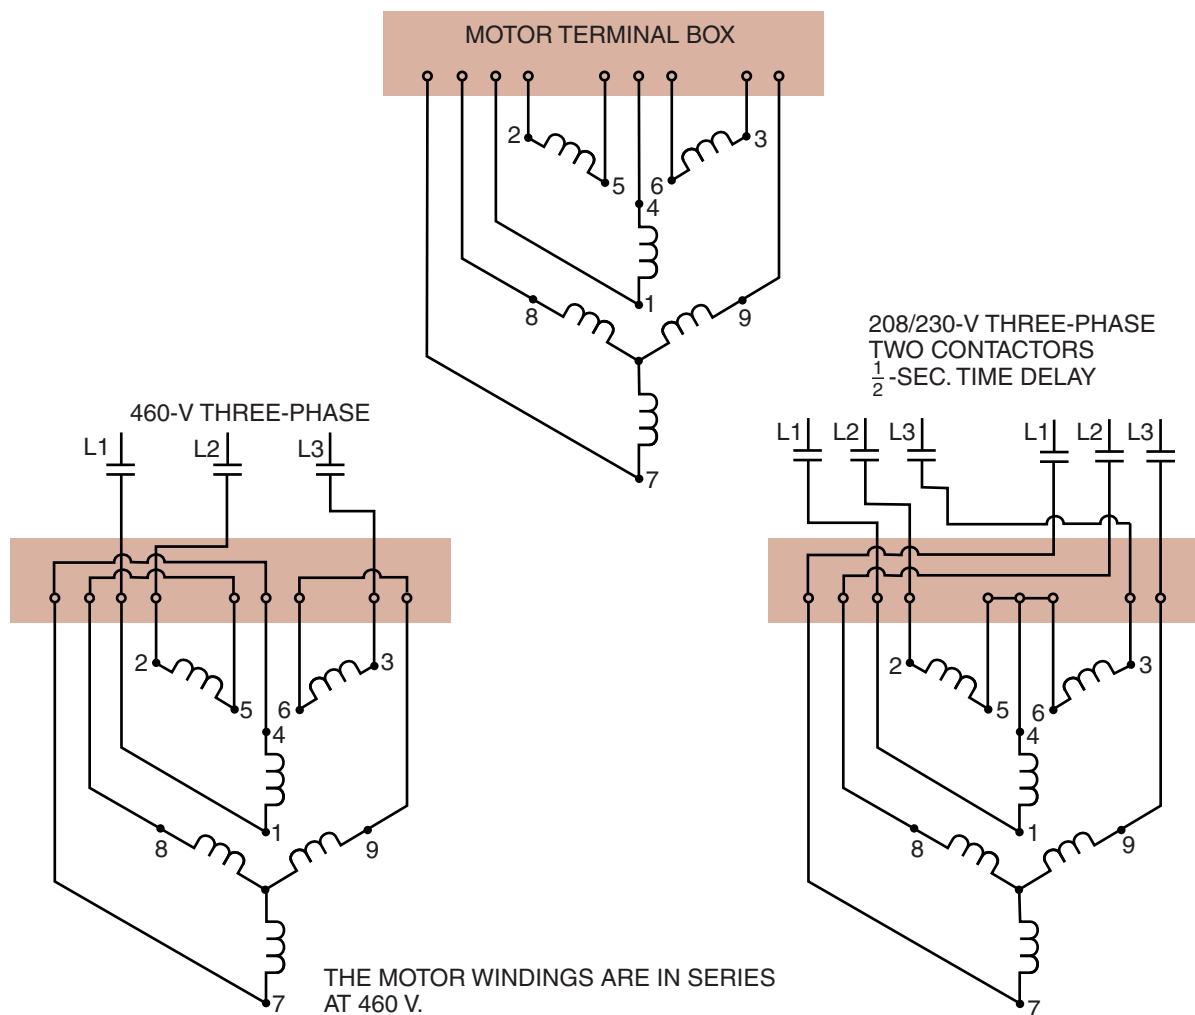 MOTOR TERMINAL BOX
2
3
5
6
4
1
8
9
7
208/230-V THREE-PHASE
TWO CONTACTORS
1/2-SEC. TIME DELAY
460-V THREE-PHASE
L1
L2
L3
2
3
5
6
4
1
8
9
7
L1
L2
L3
L1
L2
L3
2
3
5
6
4
1
8
9
7
THE MOTOR WINDINGS ARE IN SERIES
AT 460 V.